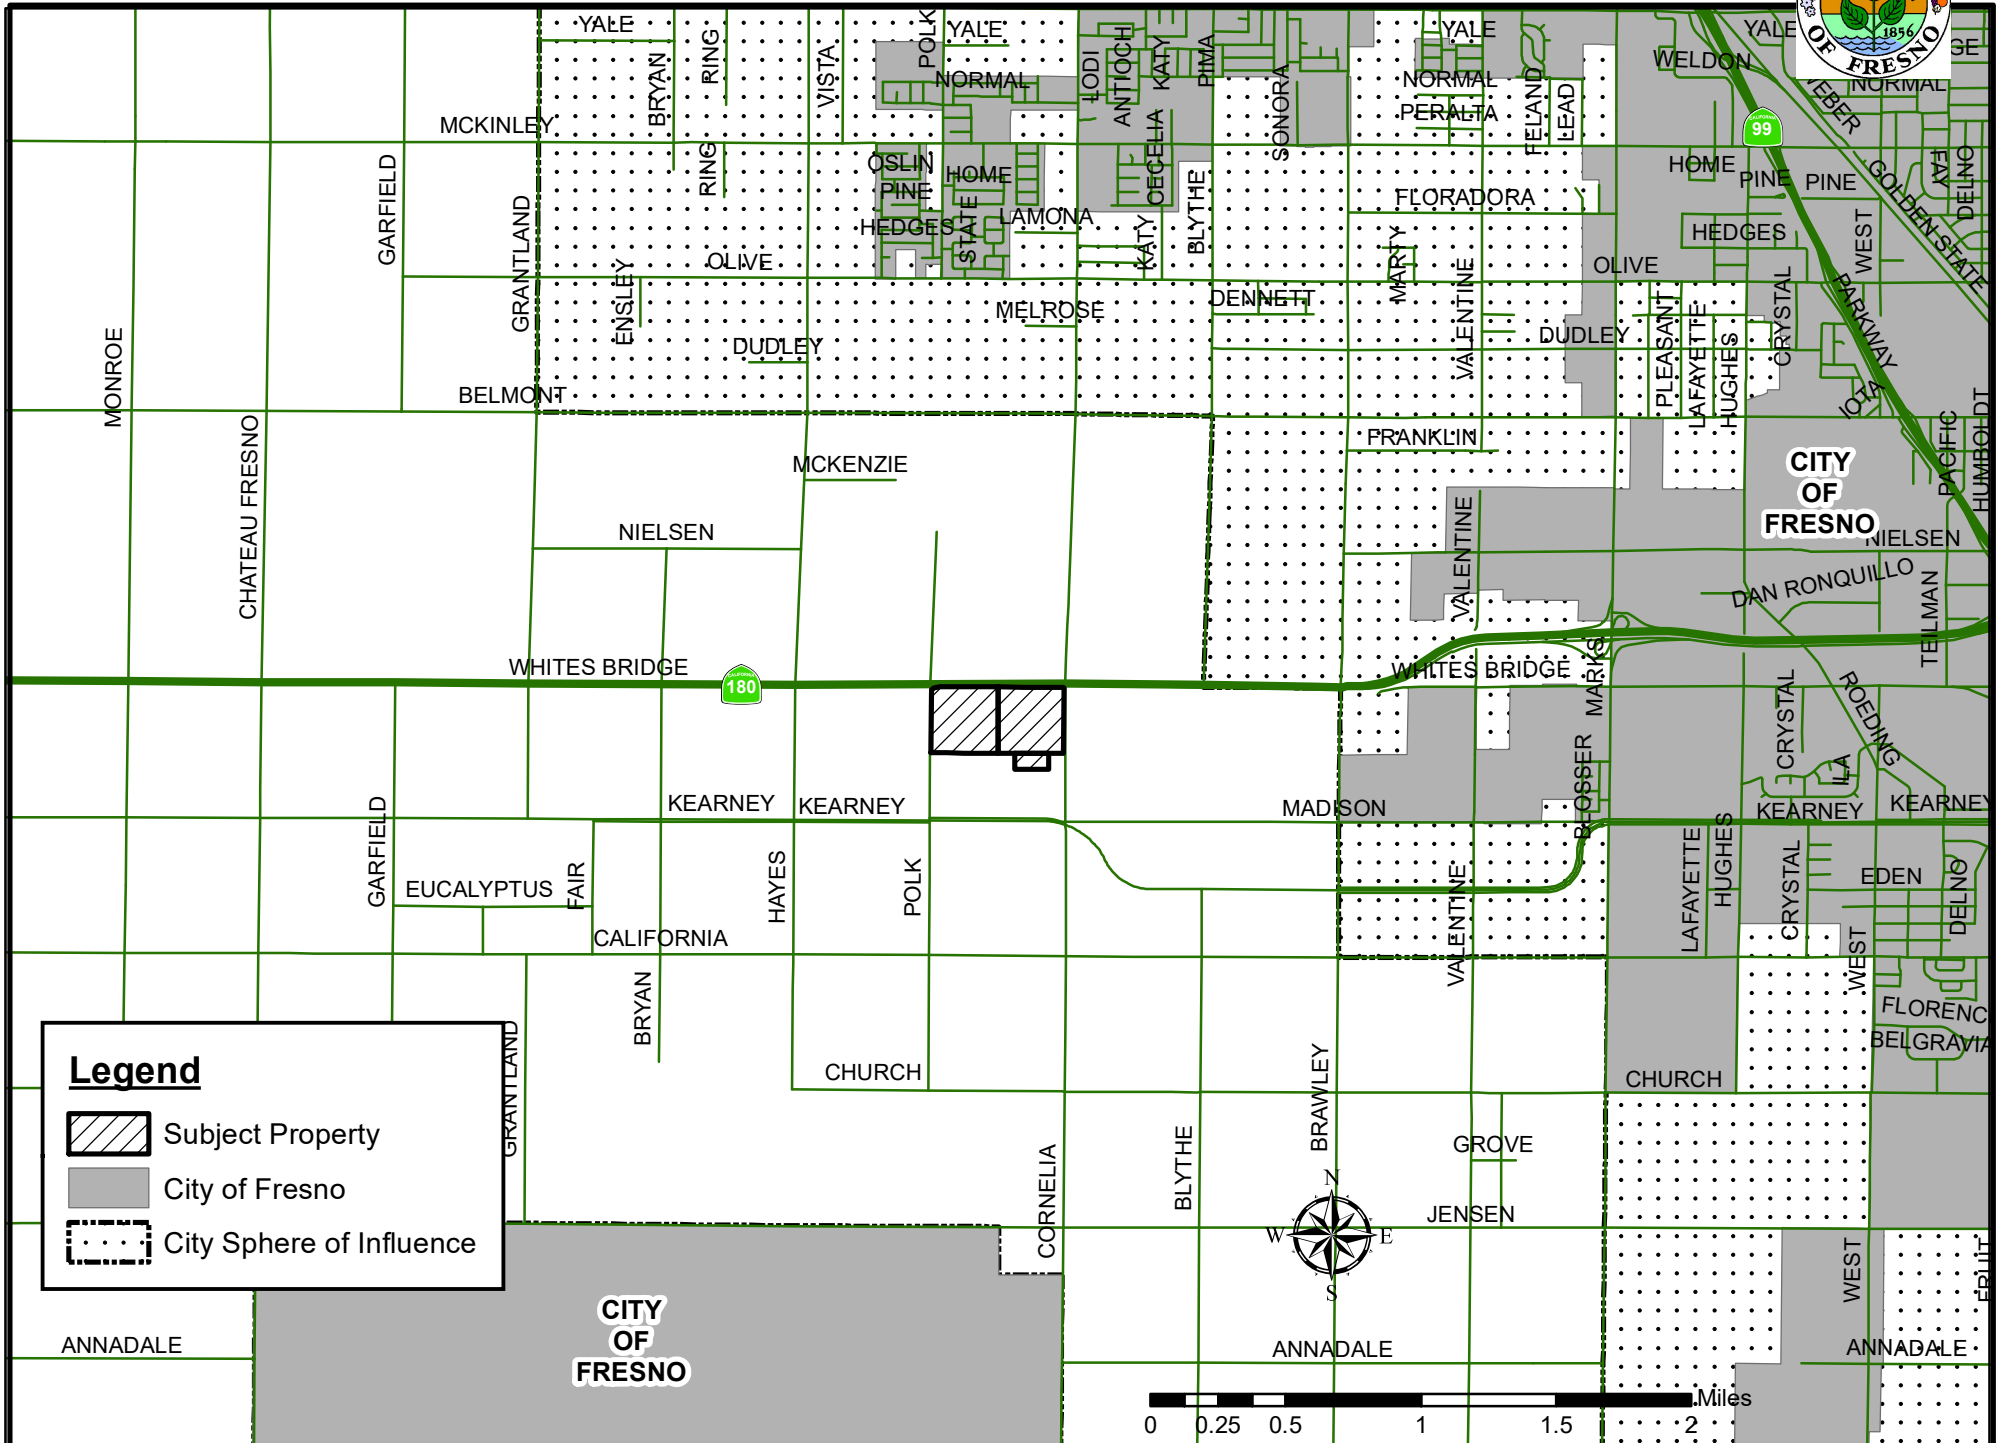 YALE
BRYAN
RING
VISTA
POLK
YALE
LODI
ANTIOCH
KATY
PIMA
SONORA
YALE
YALE
1856
OF FRESNO
GE
WELDON
NORMAL
NORMAL
NORMAL
WEBER
PERALTA
FELAND
LEAD
99
MCKINLEY
GARFIELD
RING
OSLIN
HOME
CECELIA
BLYTHE
HOME
PINE
PINE
PINE
FAY
DELNO
GOLDEN STATE
GRANTLAND
HEDGES
STATE
LAMONA
KATY
FLORADORA
MARTY
HEDGES
WEST
OLIVE
OLIVE
ENSLEY
MELROSE
DENNETT
VALENTINE
DUDLEY
DUDLEY
PLEASANT
LAFAYETTE
HUGHES
CRYSTAL
PARKWAY
IOTA
MONROE
BELMONT
CHATEAU FRESNO
FRANKLIN
PACIFIC
HUMBOLDT
MCKENZIE
CITY
OF
FRESNO
NIELSEN
VALENTINE
NIELSEN
DAN RONQUILLO
TEILMAN
WHITES BRIDGE
180
WHITES BRIDGE
MARKS
CRYSTAL
ROEDING
ILA
BLOSSER
GARFIELD
KEARNEY
KEARNEY
MADISON
KEARNEY
KEARNEY
EUCALYPTUS
FAIR
HAYES
POLK
VALENTINE
LAFAYETTE
HUGHES
CRYSTAL
EDEN
DELNO
CALIFORNIA
BRYAN
WEST
FLORENC
BELGRAVIA
GRANTLAND
CHURCH
BRAWLEY
CHURCH
Legend
Subject Property
City of Fresno
City Sphere of Influence
CORNELIA
BLYTHE
GROVE
N
W
E
S
JENSEN
WEST
FRUIT
CITY
OF
FRESNO
ANNADALE
ANNADALE
ANNADALE
Miles
0 0.25 0.5 1 1.5 2